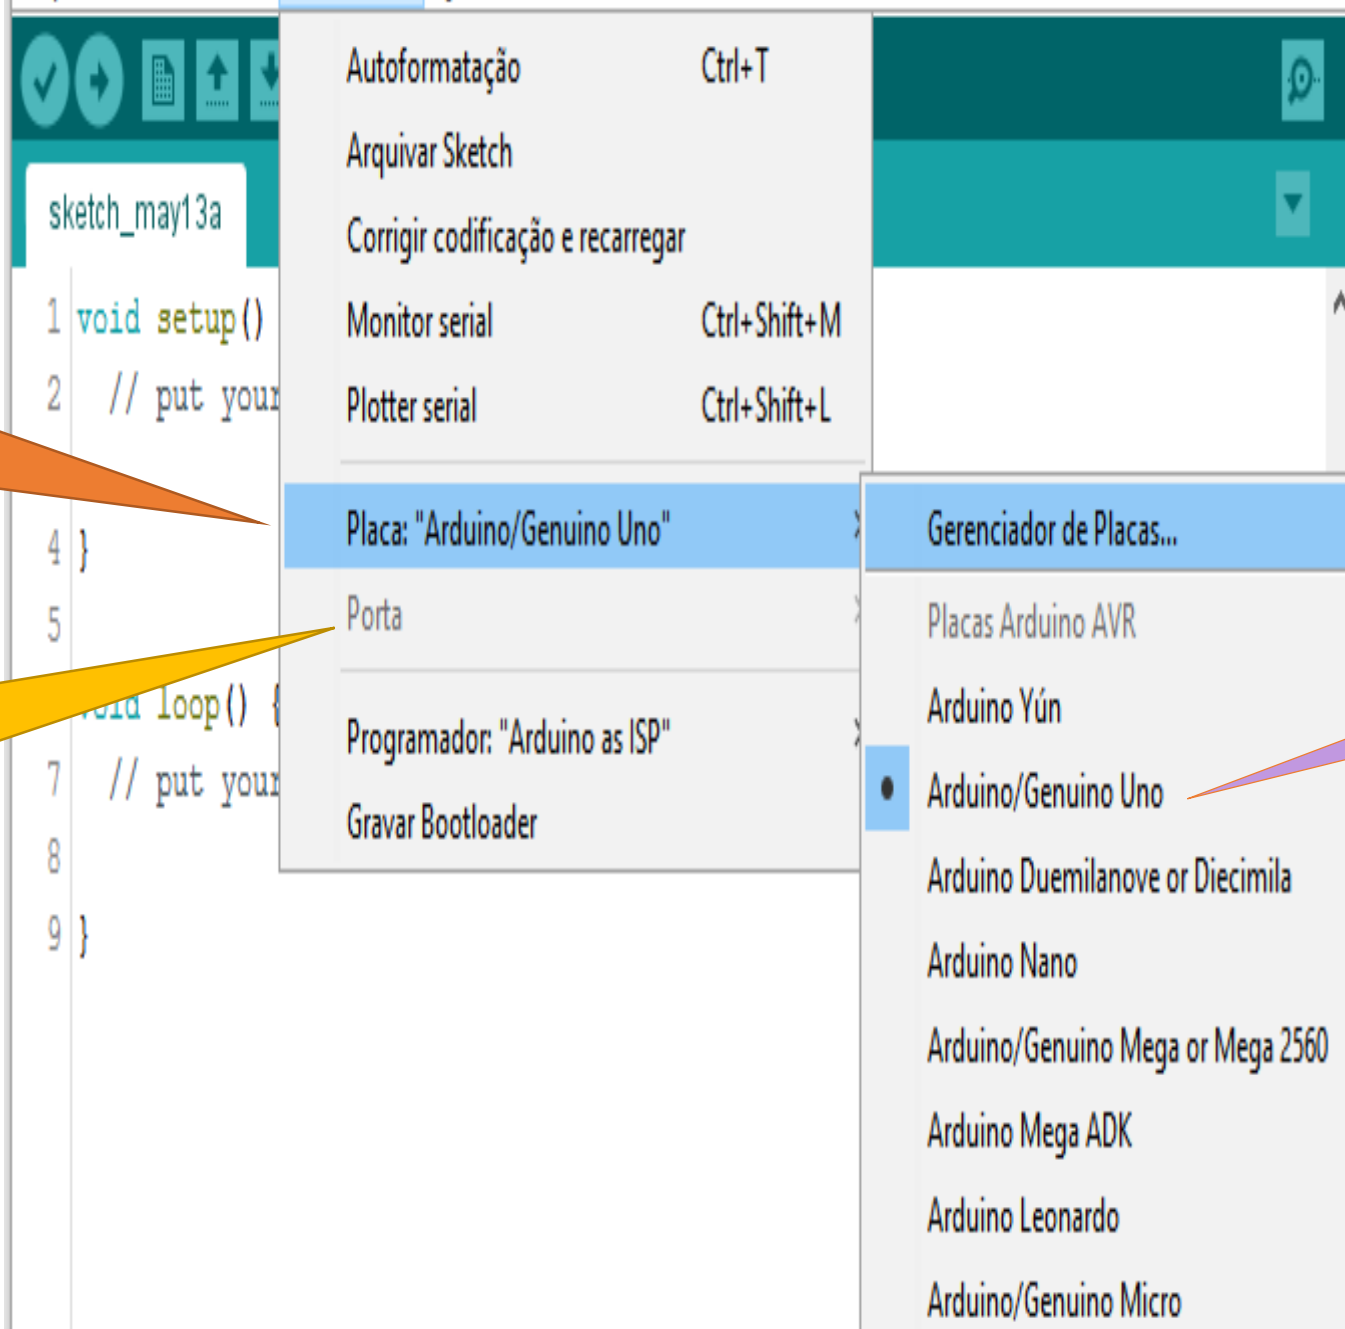 Autoformatação Ctrl+T
Arquivar Sketch
Corrigir codificação e recarregar
Monitor serial Ctrl+Shift+M
Plotter serial Ctrl+Shift+L
Placa: "Arduino/Genuino Uno"
Porta
Programador: "Arduino as ISP"
Gravar Bootloader
Gerenciador de Placas...
Placas Arduino AVR
Arduino Yún
Arduino/Genuino Uno
Arduino Duemilanove or Diecimila
Arduino Nano
Arduino/Genuino Mega or Mega 2560
Arduino Mega ADK
Arduino Leonardo
Arduino/Genuino Micro
sketch_may13a
1 void setup()
2 // put your
4 }
5
void loop() {
7 // put your
8
9 }